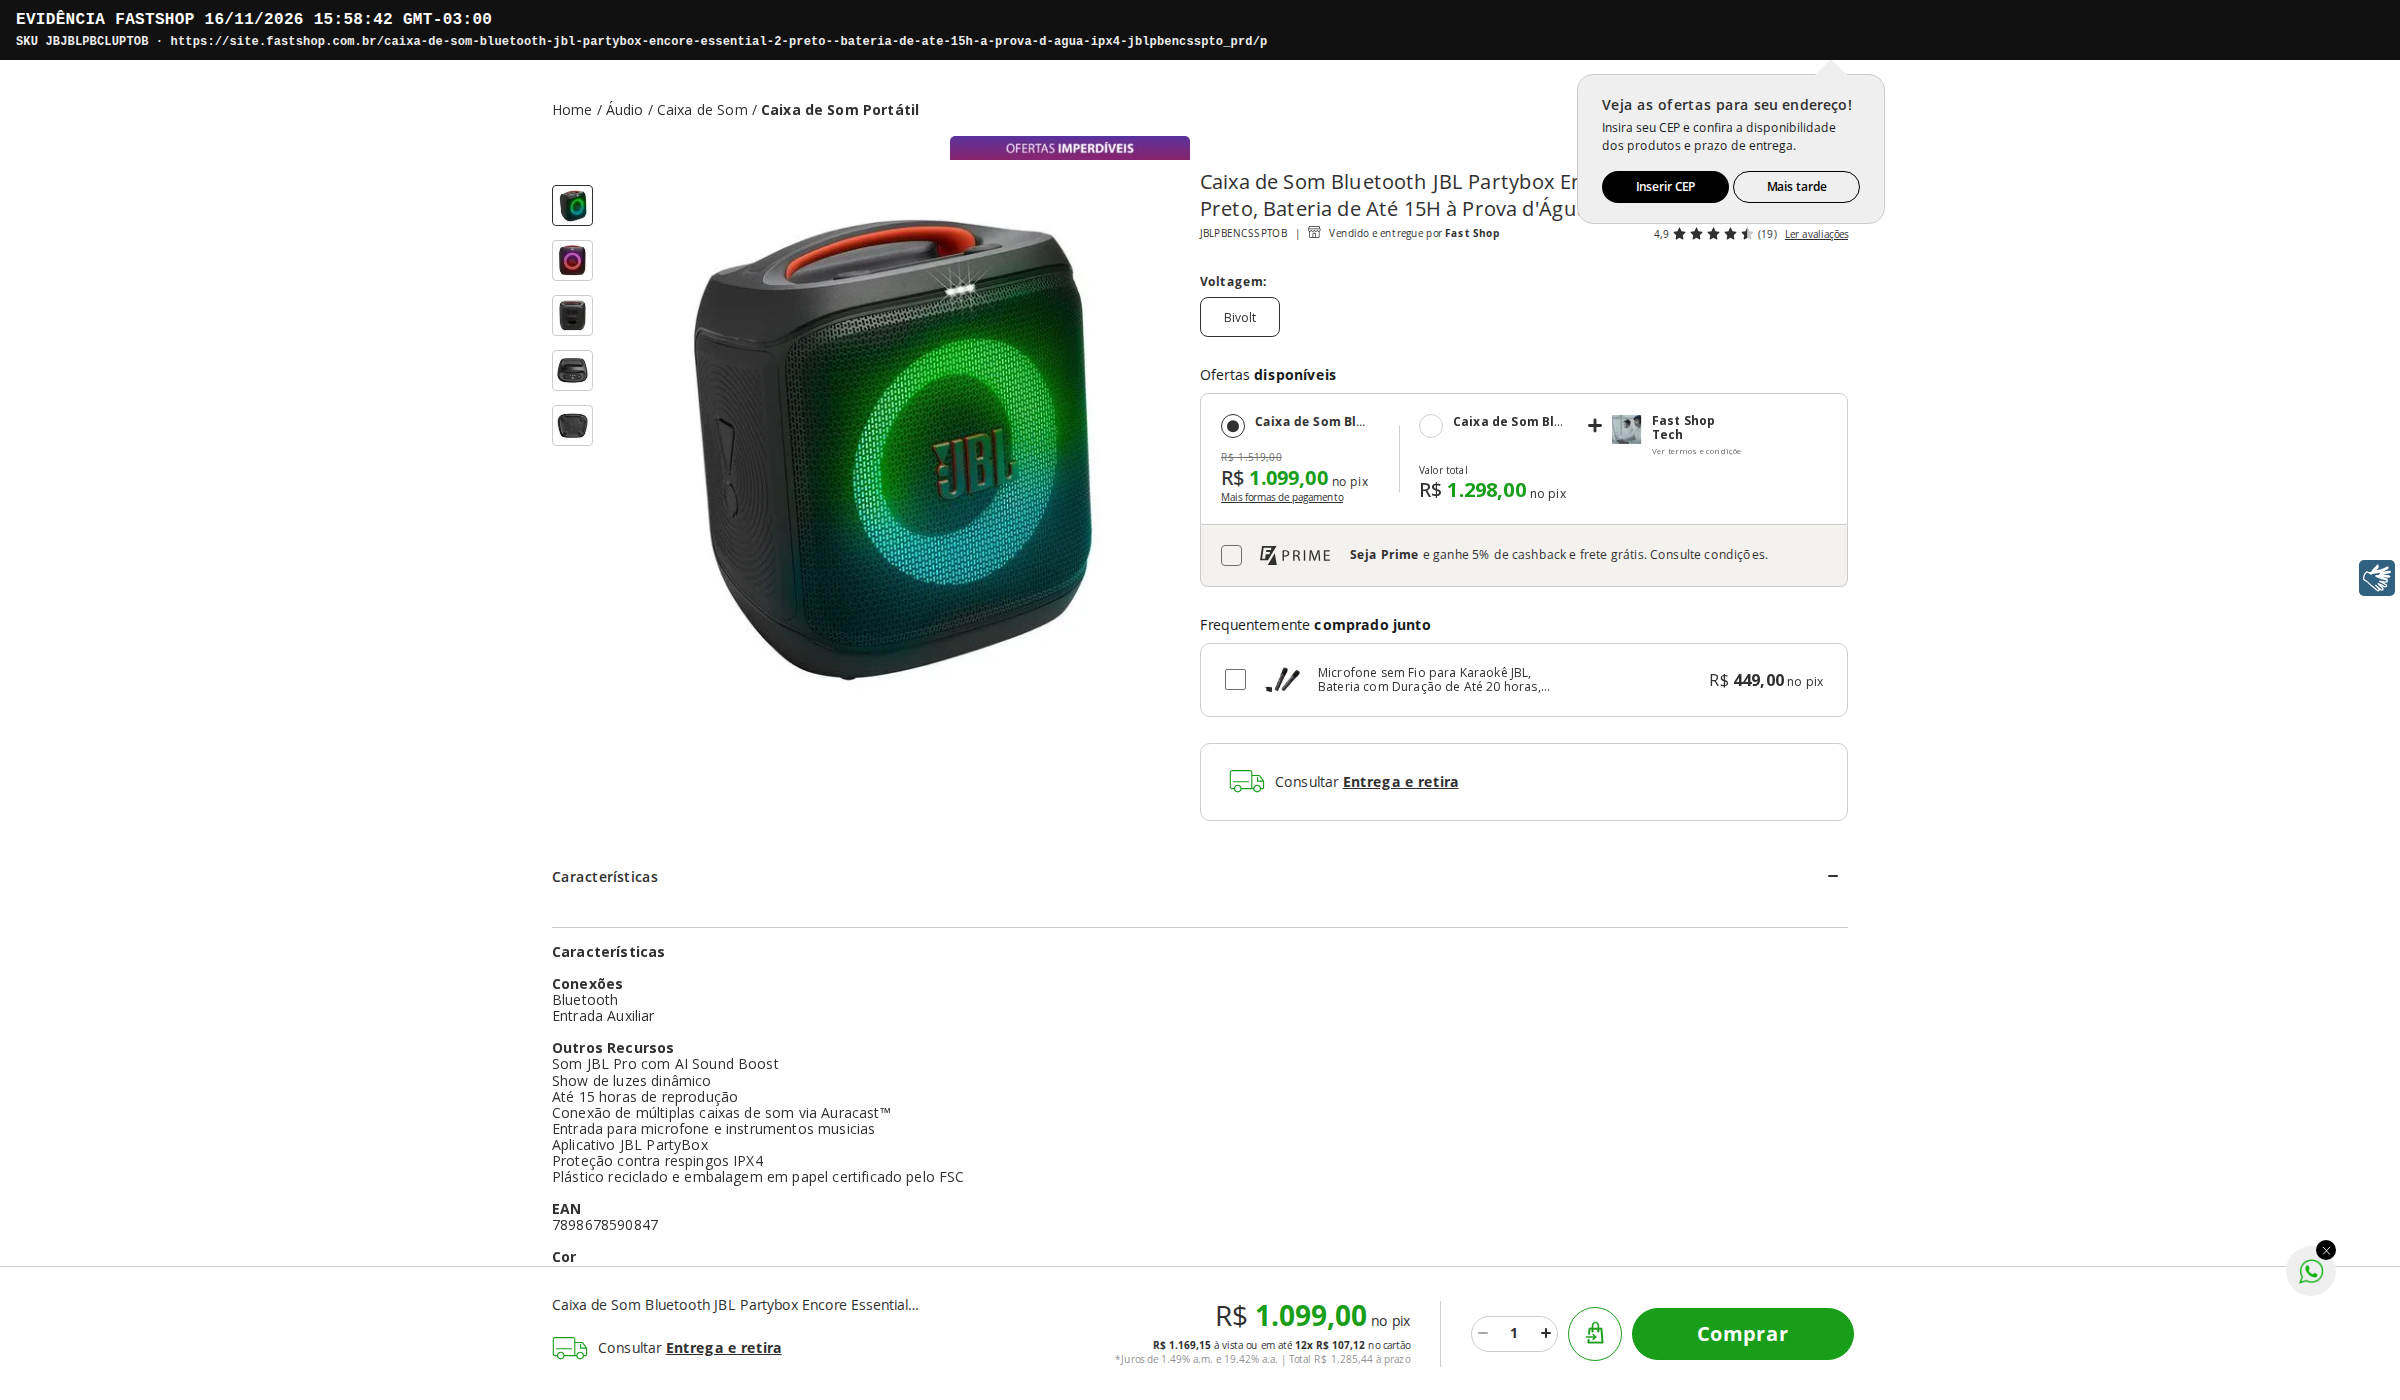 EVIDÊNCIA FASTSHOP 16/11/2026 15:58:42 GMT-03:00
SKU JBJBLPBCLUPTOB · https://site.fastshop.com.br/caixa-de-som-bluetooth-jbl-partybox-encore-essential-2-preto--bateria-de-ate-15h-a-prova-d-agua-ipx4-jblpbencsspto_prd/p
Veja as ofertas para seu endereço!
Insira seu CEP e confira a disponibilidade
dos produtos e prazo de entrega.
Inserir CEP
Mais tarde
Home / Áudio / Caixa de Som / Caixa de Som Portátil
OFERTAS IMPERDÍVEIS
Caixa de Som Bluetooth JBL Partybox
Preto, Bateria de Até 15H à Prova
JBLPBENCSSPTOB | Vendido e entregue por Fast Shop
4,9 (19) Ler avaliações
JBL
Voltagem:
Bivolt
Ofertas disponíveis
Caixa de Som Bl...
R$ 1.519,00
R$ 1.099,00 no pix
Mais formas de pagamento
Caixa de Som Bl...
Valor total
R$ 1.298,00 no pix
+
Fast Shop
Tech
Ver termos e condiçõe
PRIME
Seja Prime e ganhe 5% de cashback e frete grátis. Consulte condições.
Frequentemente comprado junto
Microfone sem Fio para Karaokê JBL,
Bateria com Duração de Até 20 horas,...
R$ 449,00 no pix
Consultar Entrega e retira
Características
Características
Conexões
Bluetooth
Entrada Auxiliar
Outros Recursos
Som JBL Pro com AI Sound Boost
Show de luzes dinâmico
Até 15 horas de reprodução
Conexão de múltiplas caixas de som via Auracast™
Entrada para microfone e instrumentos musicias
Aplicativo JBL PartyBox
Proteção contra respingos IPX4
Plástico reciclado e embalagem em papel certificado pelo FSC
EAN
7898678590847
Cor
Caixa de Som Bluetooth JBL Partybox Encore Essential...
Consultar Entrega e retira
R$ 1.099,00 no pix
R$ 1.169,15 à vista ou em até 12x R$ 107,12 no cartão
*Juros de 1.49% a.m. e 19.42% a.a. | Total R$ 1.285,44 à prazo
− 1 +
Comprar